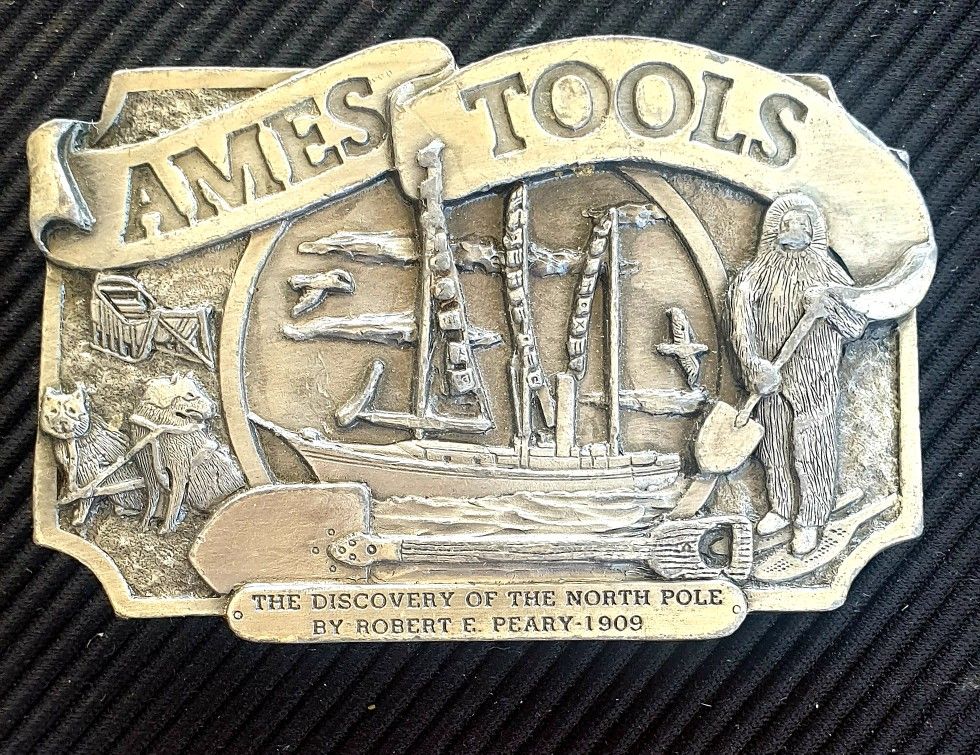 AMES TOOLS
THE DISCOVERY OF THE NORTH POLE
BY ROBERT E. PEARY-1909